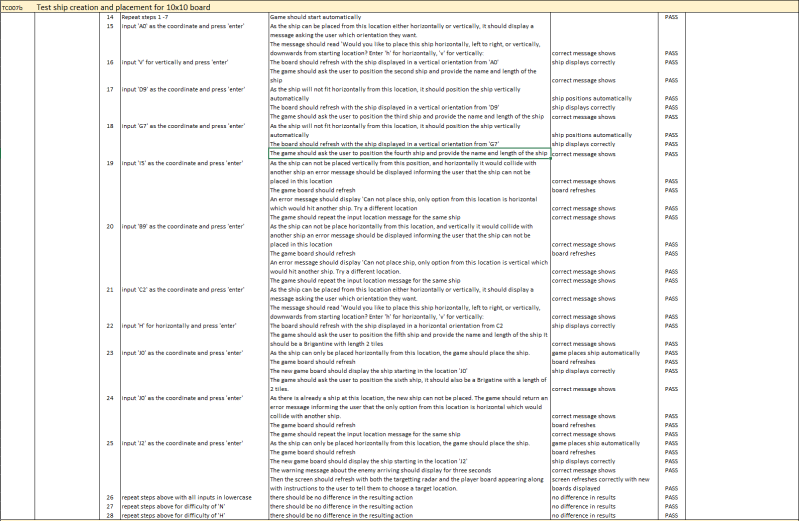 TC007b Test ship creation and placement for 10x10 board
14 Repeat steps 1 -7 Game should start automatically PASS
15 input 'A0' as the coordinate and press 'enter' As the ship can be placed from this location either horizontally or vertically, it should display a
message asking the user which orientation they want.
The message should read 'Would you like to place this ship horizontally, left to right, or vertically,
downwards from starting location? Enter 'h' for horizontally, 'v' for vertically: correct message shows PASS
16 input 'V' for vertically and press 'enter' The board should refresh with the ship displayed in a vertical orientation from 'A0' ship displays correctly PASS
The game should ask the user to position the second ship and provide the name and length of the
ship correct message shows PASS
17 input 'D9' as the coordinate and press 'enter' As the ship will not fit horizontally from this location, it should position the ship vertically
automatically ship positions automatically PASS
The board should refresh with the ship displayed in a vertical orientation from 'D9' ship displays correctly PASS
The game should ask the user to position the third ship and provide the name and length of the ship correct message shows PASS
18 input 'G7' as the coordinate and press 'enter' As the ship will not fit horizontally from this location, it should position the ship vertically
automatically ship positions automatically PASS
The board should refresh with the ship displayed in a vertical orientation from 'G7' ship displays correctly PASS
The game should ask the user to position the fourth ship and provide the name and length of the ship correct message shows PASS
19 input 'I5' as the coordinate and press 'enter' As the ship can not be placed vertically from this position, and horizontally it would collide with
another ship an error message should be displayed informing the user that the ship can not be
placed in this location correct message shows PASS
The game board should refresh board refreshes PASS
An error message should display 'Can not place ship, only option from this location is horizontal
which would hit another ship. Try a different location correct message shows PASS
The game should repeat the input location message for the same ship correct message shows PASS
20 input 'B9' as the coordinate and press 'enter' As the ship can not be place horizontally from this location, and vertically it would collide with
another ship an error message should be displayed informing the user that the ship can not be
placed in this location correct message shows PASS
The game board should refresh board refreshes PASS
An error message should display 'Can not place ship, only option from this location is vertical which
would hit another ship. Try a different location. correct message shows PASS
The game should repeat the input location message for the same ship correct message shows PASS
21 input 'C2' as the coordinate and press 'enter' As the ship can be placed from this location either horizontally or vertically, it should display a
message asking the user which orientation they want.
The message should read 'Would you like to place this ship horizontally, left to right, or vertically,
downwards from starting location? Enter 'h' for horizontally, 'v' for vertically: correct message shows PASS
22 input 'H' for horizontally and press 'enter' The board should refresh with the ship displayed in a horizontal orientation from C2 ship displays correctly PASS
The game should ask the user to position the fifth ship and provide the name and length of the ship it
should be a Brigantine with length 2 tiles correct message shows PASS
23 input 'J0' as the coordinate and press 'enter' As the ship can only be placed horizontally from this location, the game should place the ship. game places ship automatically PASS
The game board should refresh board refreshes PASS
The new game board should display the ship starting in the location 'J0' ship displays correctly PASS
The game should ask the user to position the sixth ship, it should also be a Brigatine with a length of
2 tiles. correct message shows PASS
24 input 'J0' as the coordinate and press 'enter' As there is already a ship at this location, the new ship can not be placed. The game should return an
error message informing the user that the only option from this location is horizontal which would
collide with another ship. correct message shows PASS
The game board should refresh board refreshes PASS
The game should repeat the input location message for the same ship correct message shows PASS
25 input 'J2' as the coordinate and press 'enter' As the ship can only be placed horizontally from this location, the game should place the ship. game places ship automatically PASS
The game board should refresh board refreshes PASS
The new game board should display the ship starting in the location 'J2' ship displays correctly PASS
The warning message about the enemy arriving should display for three seconds correct message shows PASS
Then the screen should refresh with both the targetting radar and the player board appearing along screen refreshes correctly with new
with instructions to the user to tell them to choose a target location. boards displayed PASS
26 repeat steps above with all inputs in lowercase there should be no difference in the resulting action no difference in results PASS
27 repeat steps above for difficulty of 'N' there should be no difference in the resulting action no difference in results PASS
28 repeat steps above for difficulty of 'H' there should be no difference in the resulting action no difference in results PASS